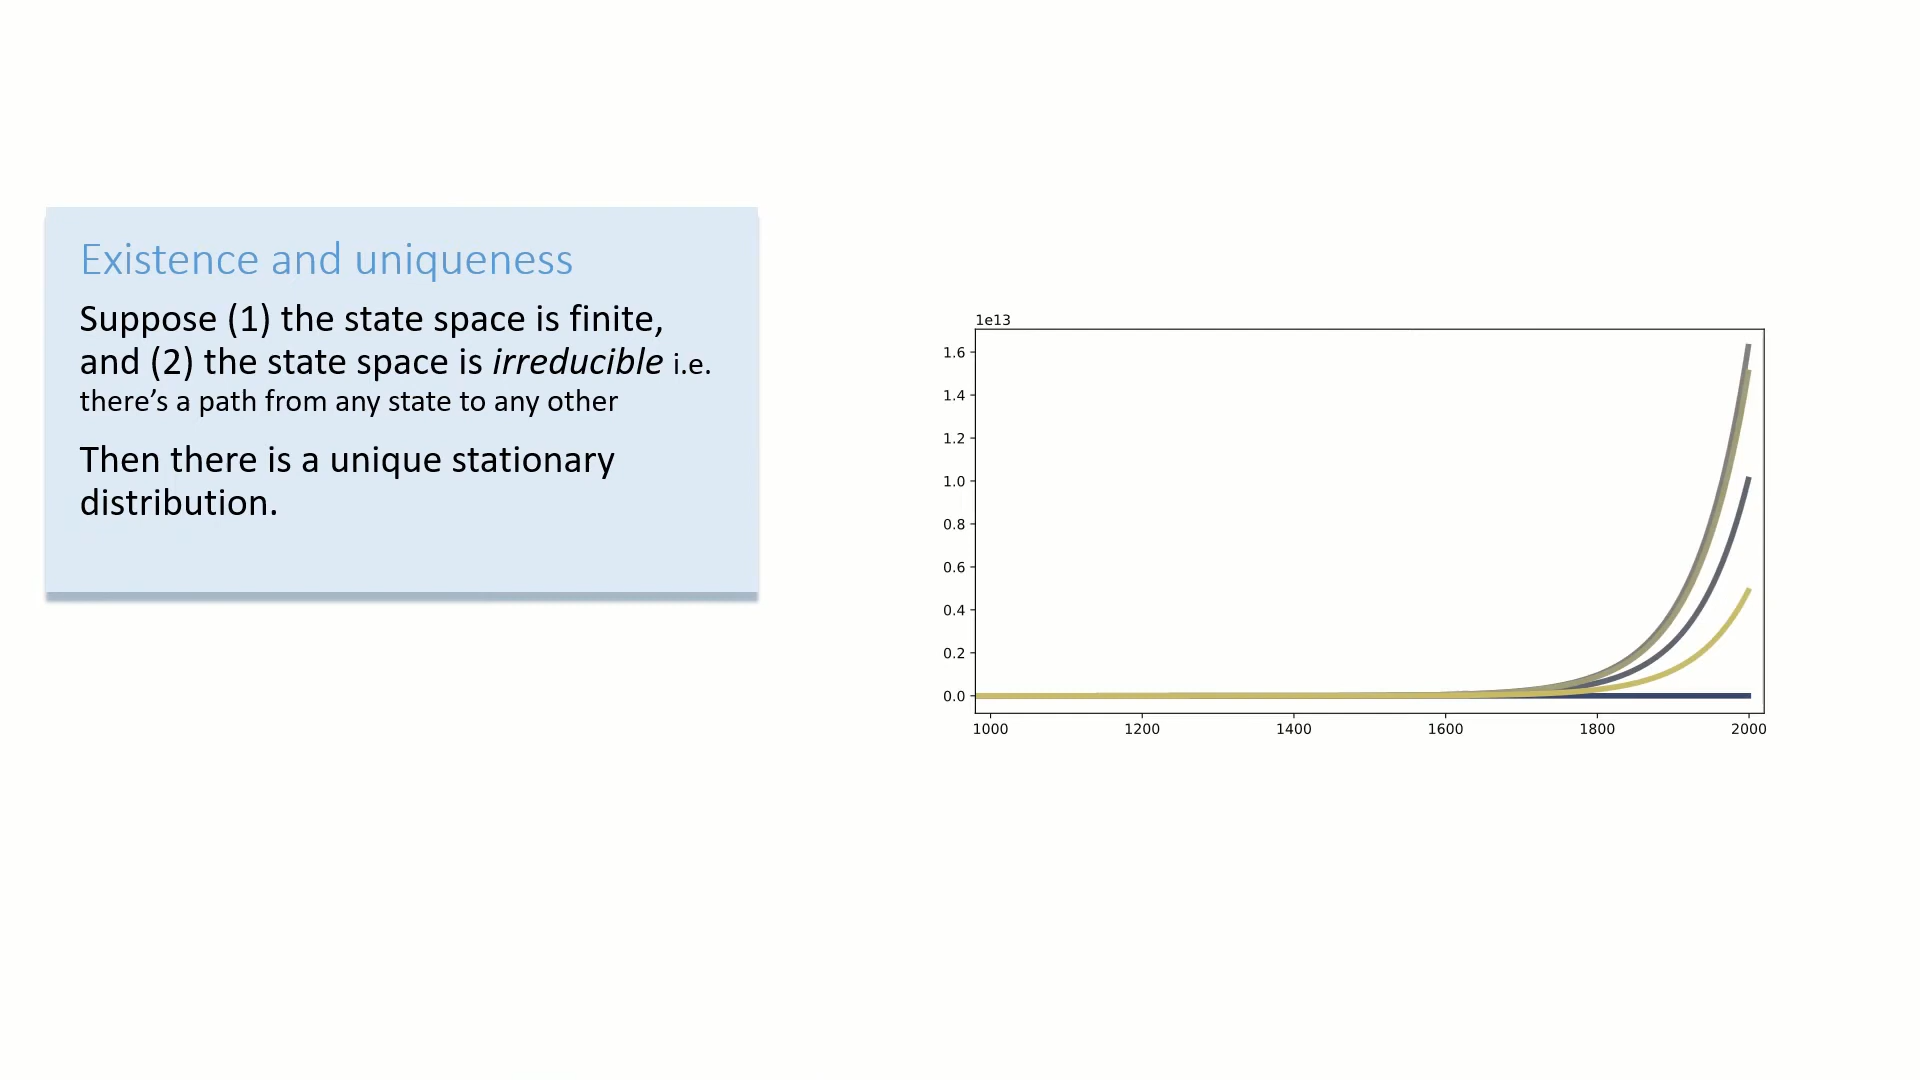 Existence and uniqueness
Suppose (1) the state space is finite,
and (2) the state space is irreducible i.e.
there’s a path from any state to any other
Then there is a unique stationary
distribution.
1e13
1.6
1.4
1.2
1.0
0.8
0.6
0.4
0.2
0.0
1000 1200 1400 1600 1800 2000